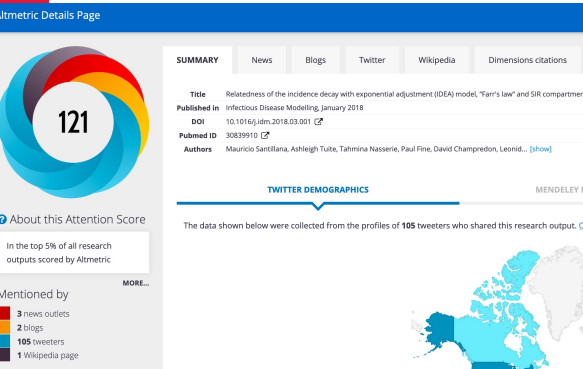 Altmetric Details Page
121
About this Attention Score
In the top 5% of all research
outputs scored by Altmetric
MORE...
Mentioned by
3 news outlets
2 blogs
105 tweeters
1 Wikipedia page
SUMMARY News Blogs Twitter Wikipedia Dimensions citations
Title Relatedness of the incidence decay with exponential adjustment (IDEA) model, "Farr's law" and SIR compartmen
Published in Infectious Disease Modelling, January 2018
DOI 10.1016/j.idm.2018.03.001
Pubmed ID 30839910
Authors Mauricio Santillana, Ashleigh Tuite, Tahmina Nasserie, Paul Fine, David Champredon, Leonid... [show]
TWITTER DEMOGRAPHICS MENDELEY
The data shown below were collected from the profiles of 105 tweeters who shared this research output.